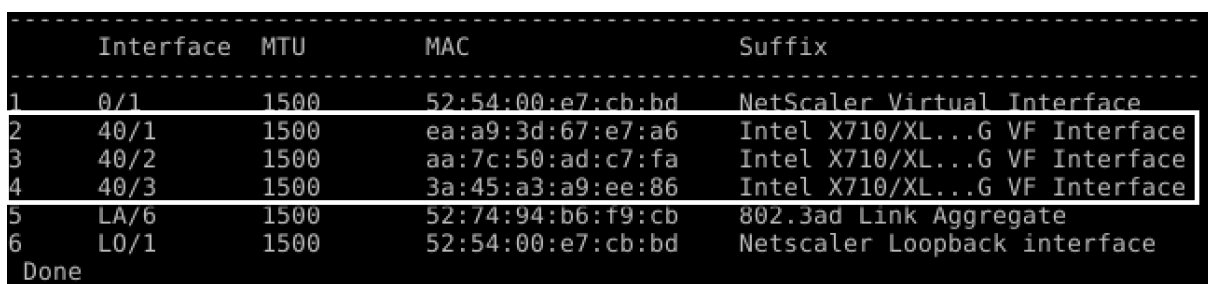 Interface MTU MAC Suffix
1 0/1 1500 52:54:00:e7:cb:bd NetScaler Virtual Interface
2 40/1 1500 ea:a9:3d:67:e7:a6 Intel X710/XL...G VF Interface
3 40/2 1500 aa:7c:50:ad:c7:fa Intel X710/XL...G VF Interface
4 40/3 1500 3a:45:a3:a9:ee:86 Intel X710/XL...G VF Interface
5 LA/6 1500 52:74:94:b6:f9:cb 802.3ad Link Aggregate
6 LO/1 1500 52:54:00:e7:cb:bd Netscaler Loopback interface
Done